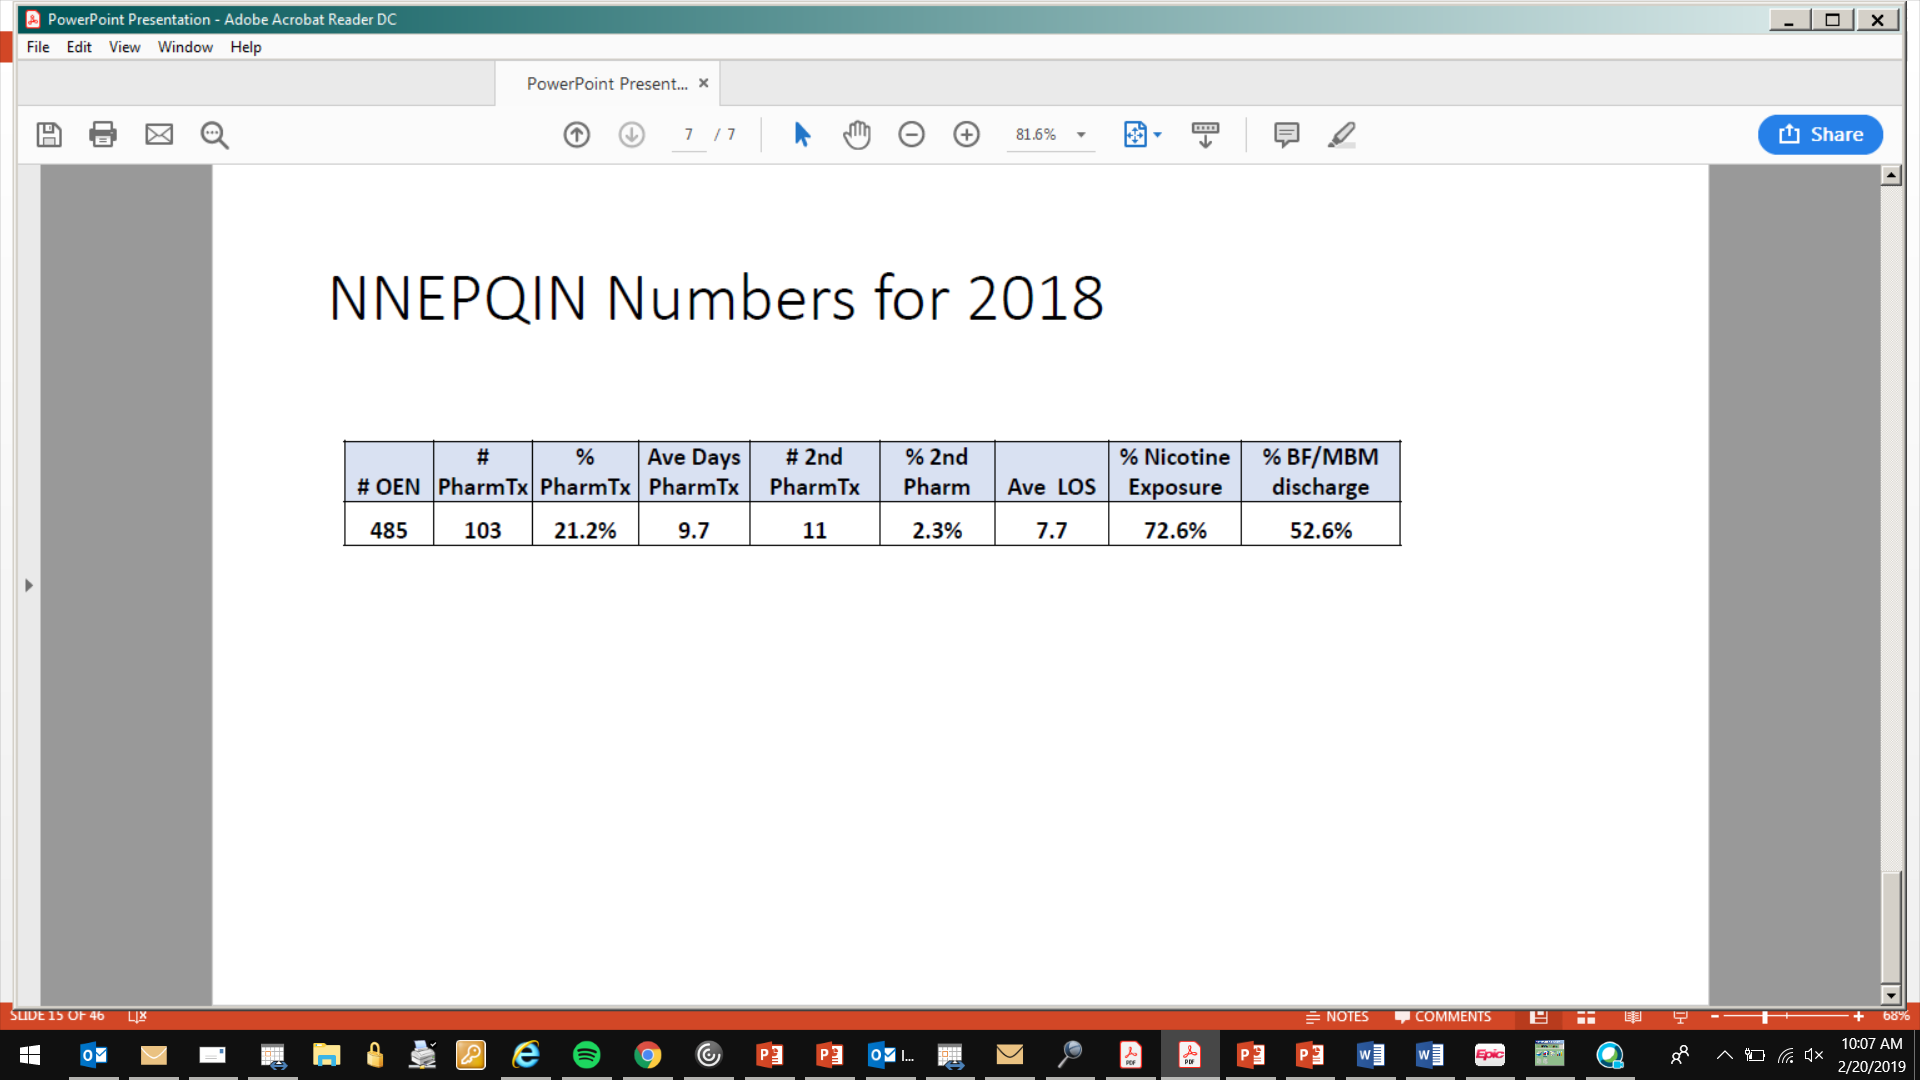 PowerPoint Presentation - Adobe Acrobat Reader DC
File Edit View Window Help
PowerPoint Present... ×
7 / 7 81.6% Share
NNEPQIN Numbers for 2018
# OEN # PharmTx % PharmTx Ave Days PharmTx # 2nd PharmTx % 2nd Pharm Ave LOS % Nicotine Exposure % BF/MBM discharge
485 103 21.2% 9.7 11 2.3% 7.7 72.6% 52.6%
SLIDE 15 OF 46 NOTES COMMENTS 68%
I...
Epic
10:07 AM
2/20/2019